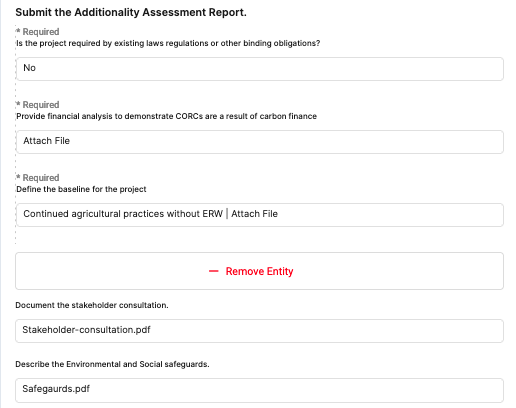 Submit the Additionality Assessment Report.
* Required
Is the project required by existing laws regulations or other binding obligations?
No
* Required
Provide financial analysis to demonstrate CORCs are a result of carbon finance
Attach File
* Required
Define the baseline for the project
Continued agricultural practices without ERW | Attach File
— Remove Entity
Document the stakeholder consultation.
Stakeholder-consultation.pdf
Describe the Environmental and Social safeguards.
Safegaurds.pdf